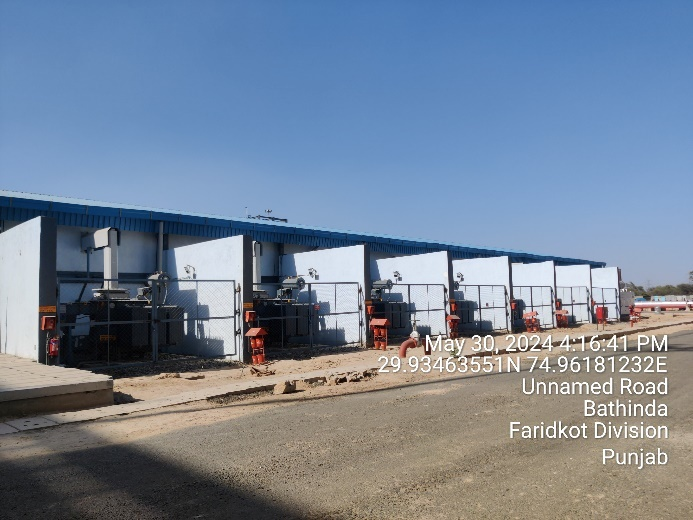 May 30, 2024 4:16:41 PM
29.93463551N 74.96181232E
Unnamed Road
Bathinda
Faridkot Division
Punjab